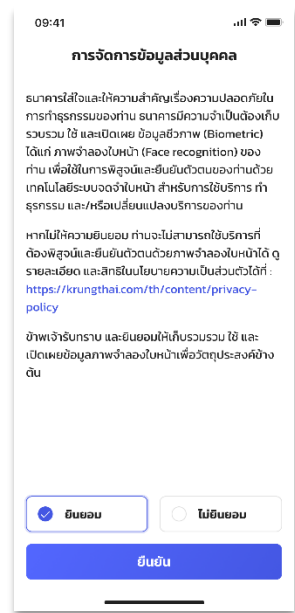 09:41
การจัดการข้อมูลส่วนบุคคล
ธนาคารใส่ใจและให้ความสำคัญเรื่องความปลอดภัยใน
การทำธุรกรรมของท่าน ธนาคารมีความจำเป็นต้องเก็บ
รวบรวม ใช้ และเปิดเผย ข้อมูลชีวภาพ (Biometric)
ได้แก่ ภาพจำลองใบหน้า (Face recognition) ของ
ท่าน เพื่อใช้ในการพิสูจน์และยืนยันตัวตนของท่านด้วย
เทคโนโลยีระบบจดจำใบหน้า สำหรับการใช้บริการ ทำ
ธุรกรรม และ/หรือเปลี่ยนแปลงบริการของท่าน
หากไม่ให้ความยินยอม ท่านจะไม่สามารถใช้บริการที่
ต้องพิสูจน์และยืนยันตัวตนด้วยภาพจำลองใบหน้าได้ ดู
รายละเอียด และสิทธิในนโยบายความเป็นส่วนตัวได้ที่ :
https://krungthai.com/th/content/privacy-
policy
ข้าพเจ้ารับทราบ และยินยอมให้เก็บรวมรวม ใช้ และ
เปิดเผยข้อมูลภาพจำลองใบหน้าเพื่อวัตถุประสงค์ข้าง
ต้น
ยินยอม
ไม่ยินยอม
ยืนยัน